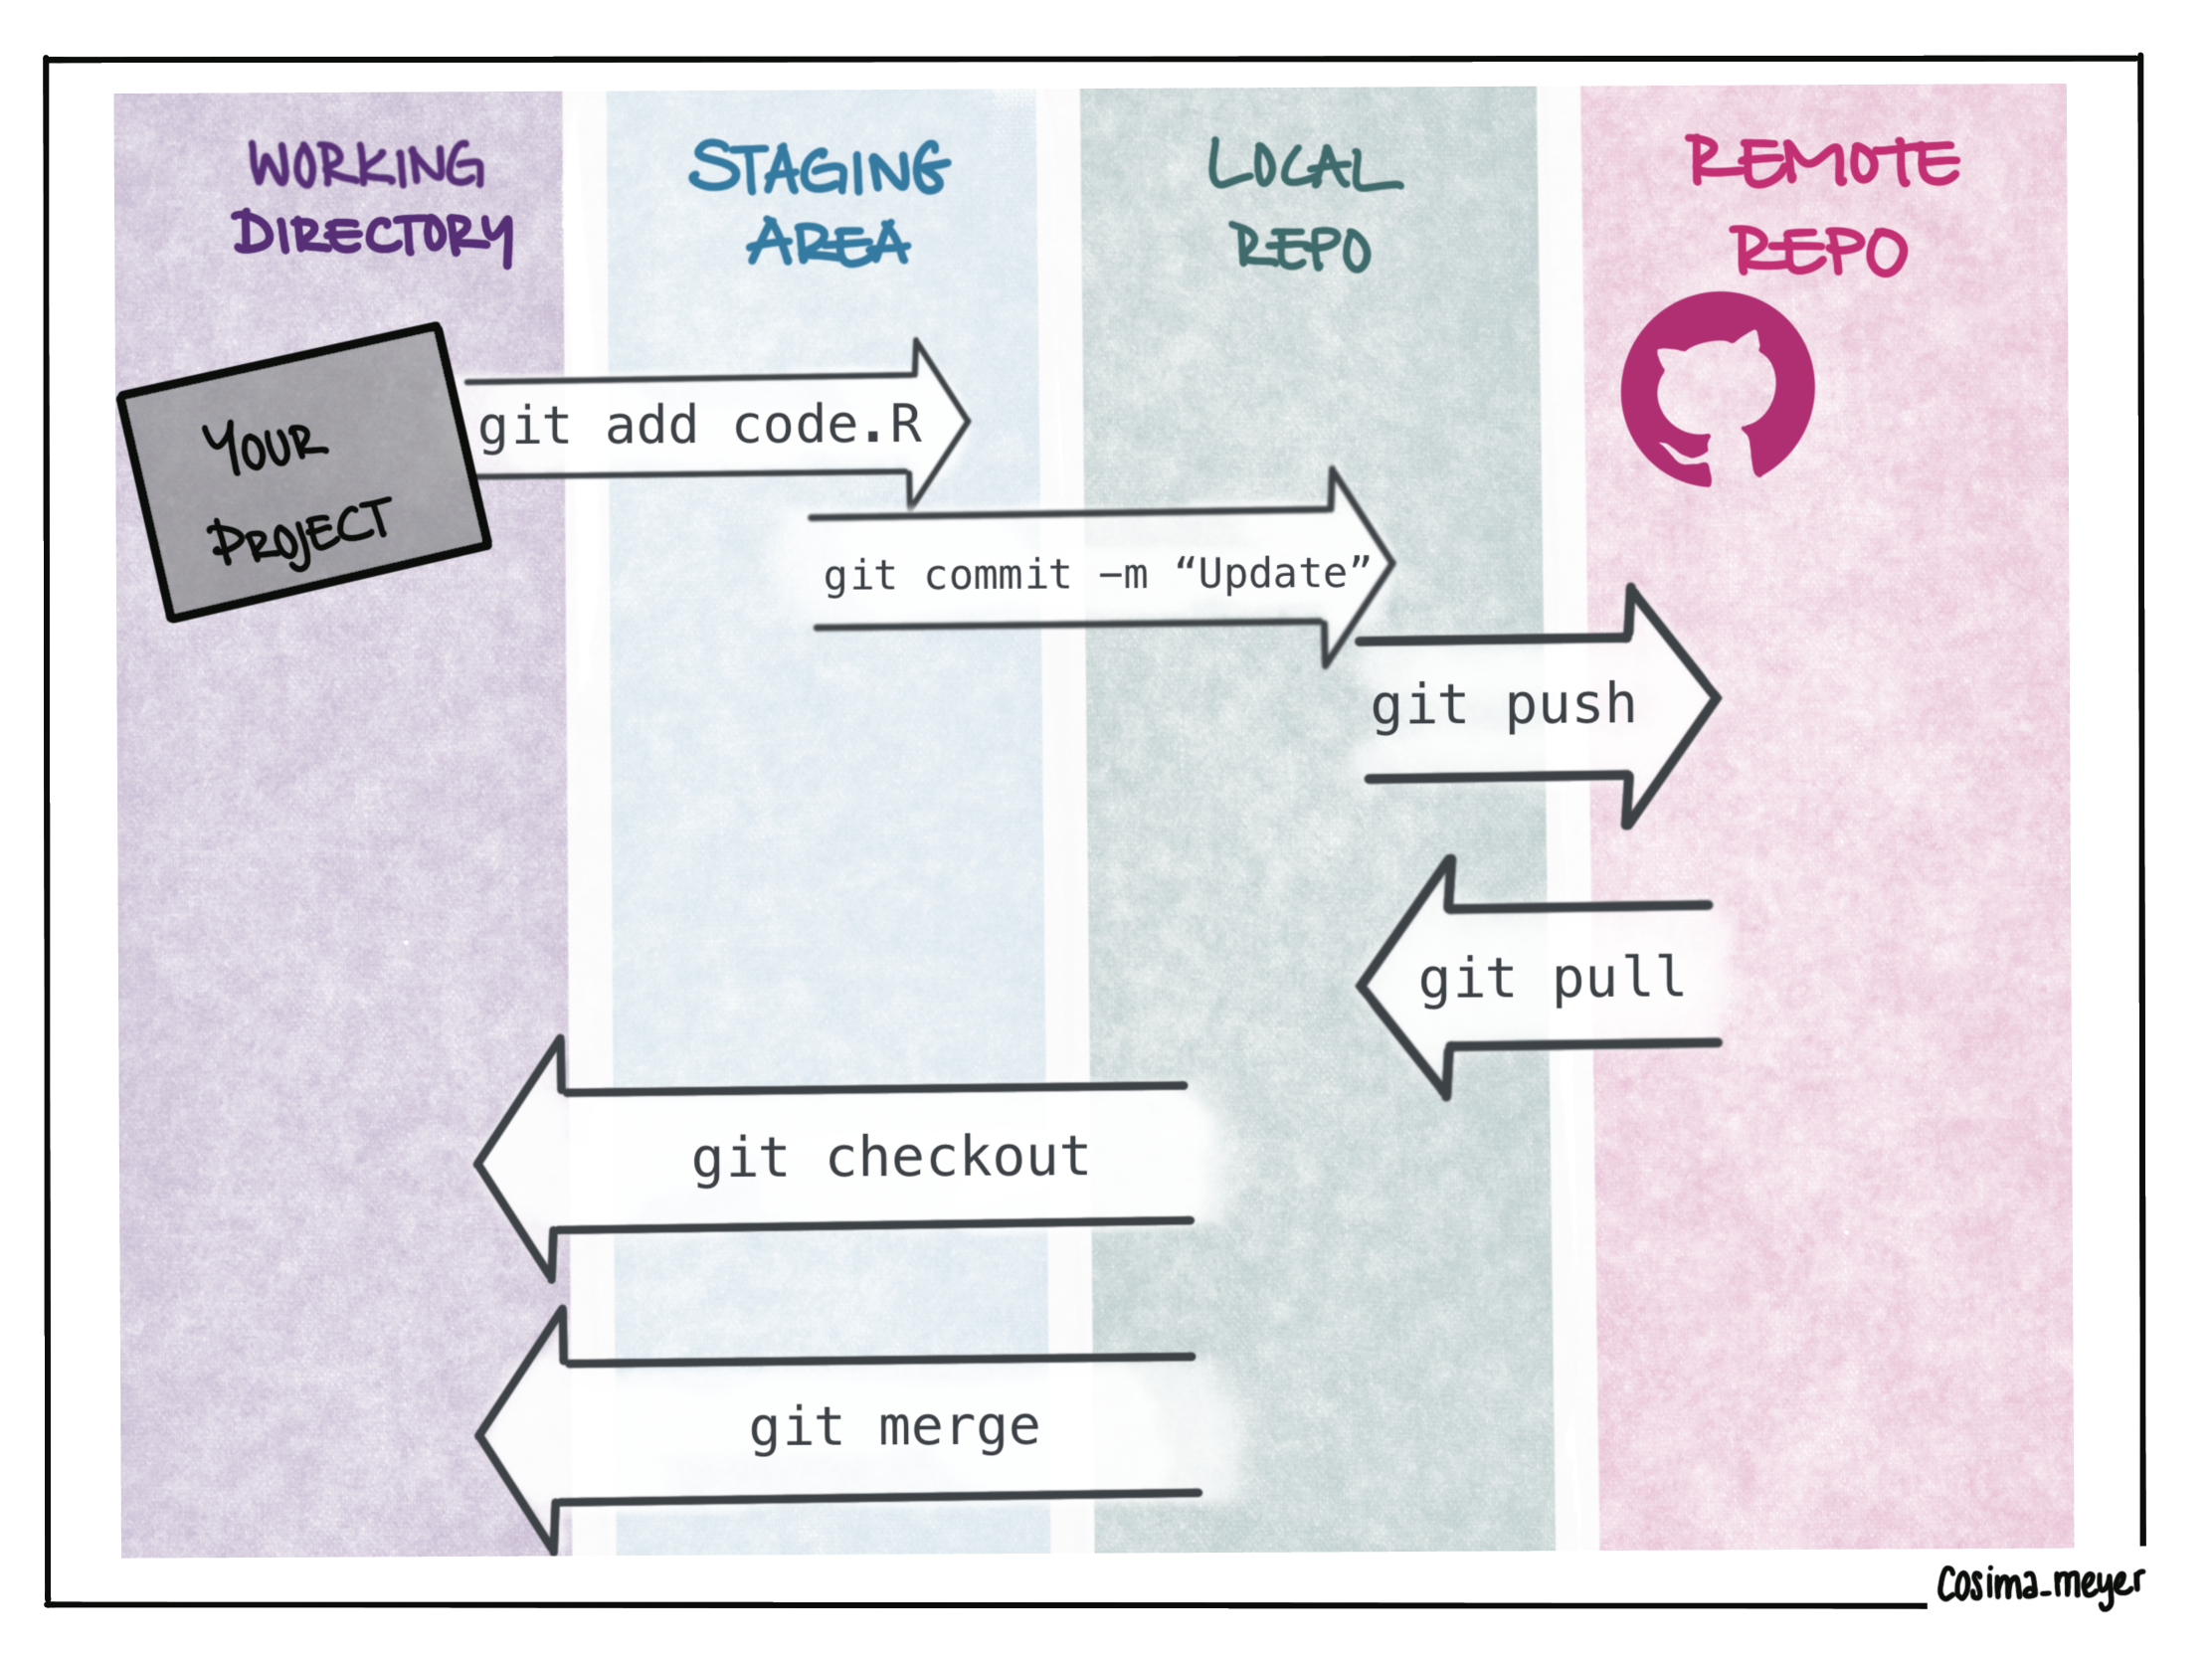 WORKING
DIRECTORY
STAGING
AREA
LOCAL
REPO
REMOTE
REPO
YOUR
PROJECT
git add code.R
git commit –m “Update”
git push
git pull
git checkout
git merge
cosima_meyer